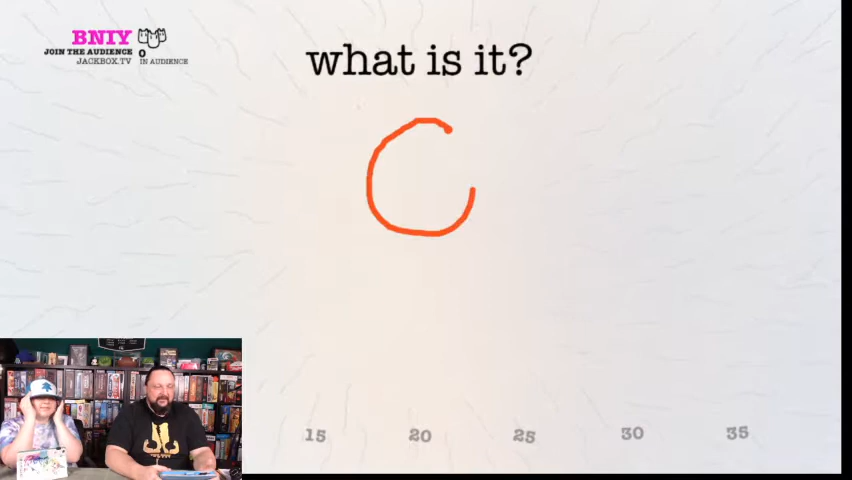 BNIY
JOIN THE AUDIENCE
JACKBOX.TV
0
IN AUDIENCE
what is it?
15 20 25 30 35